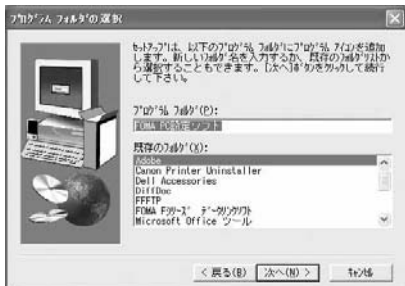 ﾌﾟﾛｸﾞﾗﾑ ﾌｫﾙﾀﾞの選択
ｾｯﾄｱｯﾌﾟは、以下のﾌﾟﾛｸﾞﾗﾑ ﾌｫﾙﾀﾞにﾌﾟﾛｸﾞﾗﾑ ｱｲｺﾝを追加
します。新しいﾌｫﾙﾀﾞ名を入力するか、既存のﾌｫﾙﾀﾞﾘｽﾄか
ら選択することもできます。[次へ]ﾎﾞﾀﾝをｸﾘｯｸして続行
して下さい。
ﾌﾟﾛｸﾞﾗﾑ ﾌｫﾙﾀﾞ(P):
FOMA PC設定ソフト
既存のﾌｫﾙﾀﾞ(X):
Adobe
Canon Printer Uninstaller
Dell Accessories
DiffDoc
FFFTP
FOMA Fｼﾘｰｽﾞ ﾃﾞｰﾀﾘﾝｸｿﾌﾄ
Microsoft Office ツール
< 戻る(B)
次へ(N) >
ｷｬﾝｾﾙ